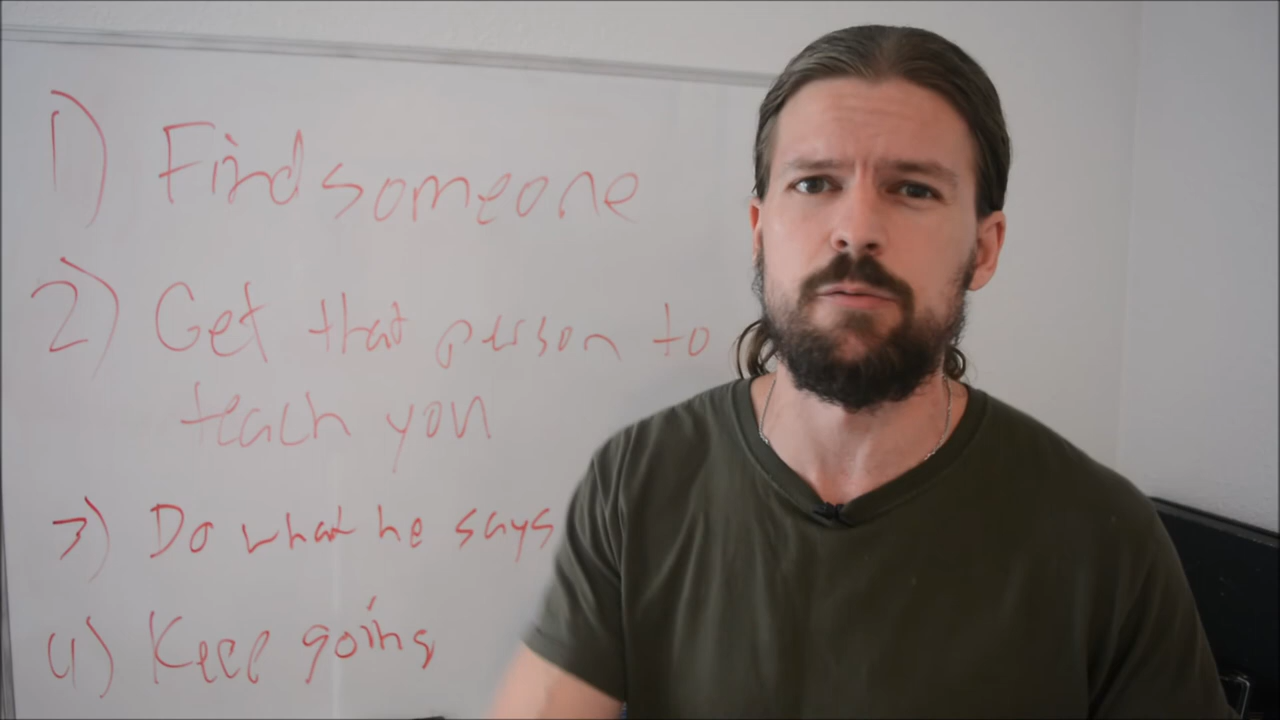 1) Find someone
2) Get that person to
teach you
3) Do what he says
4) Keep going